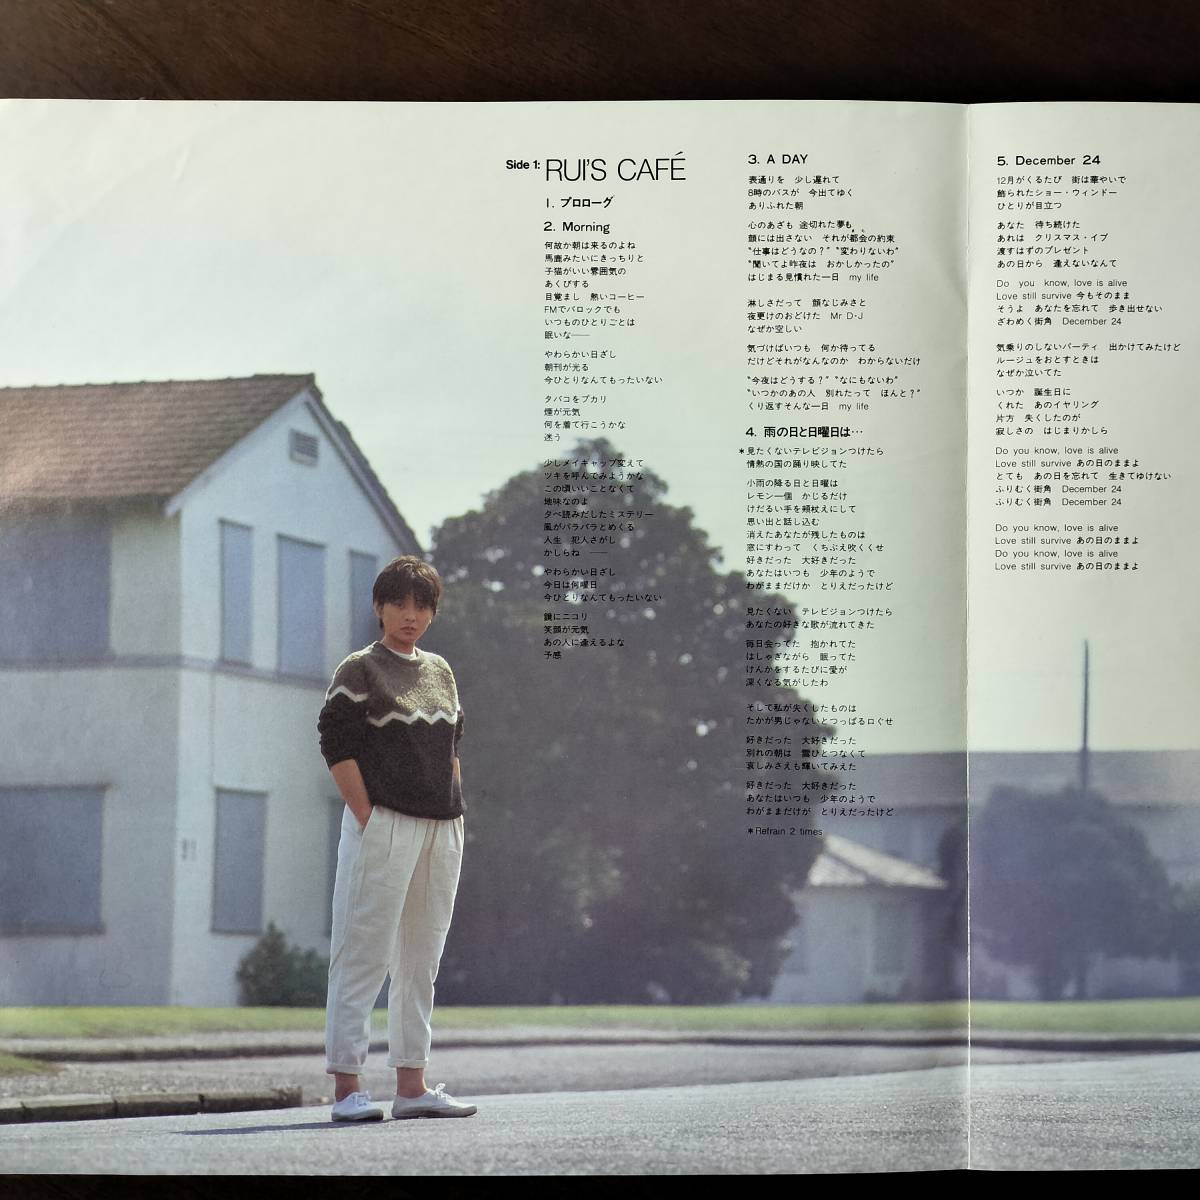 Side 1: RUI'S CAFÉ
1. プロローグ
2. Morning
何故か朝は来るのよね
馬鹿みたいにきっちりと
子猫がいい雰囲気の
あくびする
目覚まし　熱いコーヒー
FMでバロックでも
いつものひとりごとは
眠いな——
やわらかい日ざし
朝刊が光る
今ひとりなんてもったいない
タバコをプカリ
煙が元気
何を着て行こうかな
迷う
少しメイキャップ変えて
ツキを呼んでみようかな
この頃いいことなくて
地味なのよ
夕べ読みだしたミステリー
風がパラパラとめくる
人生　犯人さがし
かしらね　——
やわらかい日ざし
今日は何曜日
今ひとりなんてもったいない
鏡にニコリ
笑顔が元気
あの人に逢えるよな
予感
3. A DAY
表通りを　少し遅れて
8時のバスが　今出てゆく
ありふれた朝
心のあざも 途切れた夢も
顔には出さない　それが都会の約束
“仕事はどうなの？”“変わりないわ”
“聞いてよ昨夜は　おかしかったの”
はじまる見慣れた一日　my life
淋しさだって　顔なじみさと
夜更けのおどけた　Mr D・J
なぜか空しい
気づけばいつも　何か待ってる
だけどそれがなんなのか　わからないだけ
“今夜はどうする？”“なにもないわ”
“いつかのあの人　別れたって　ほんと？”
くり返すそんな一日　my life
4. 雨の日と日曜日は…
＊見たくないテレビジョンつけたら
情熱の国の踊り映してた
小雨の降る日と日曜は
レモン一個　かじるだけ
けだるい手を頬杖えにして
思い出と話し込む
消えたあなたが残したものは
窓にすわって　くちぶえ吹くくせ
好きだった　大好きだった
あなたはいつも　少年のようで
わがままだけか　とりえだったけど
見たくない　テレビジョンつけたら
あなたの好きな歌が流れてきた
毎日会ってた　抱かれてた
はしゃぎながら　眠ってた
けんかをするたびに愛が
深くなる気がしたわ
そして私が失くしたものは
たかが男じゃないとつっぱる口ぐせ
好きだった　大好きだった
別れの朝は　雲ひとつなくて
哀しみさえも輝いてみえた
好きだった　大好きだった
あなたはいつも　少年のようで
わがままだけが　とりえだったけど
＊Refrain 2 times
5. December 24
12月がくるたび　街は華やいで
飾られたショー・ウィンドー
ひとりが目立つ
あなた　待ち続けた
あれは　クリスマス・イブ
渡すはずのプレゼント
あの日から　逢えないなんて
Do you know, love is alive
Love still survive 今もそのまま
そうよ　あなたを忘れて　歩き出せない
ざわめく街角　December 24
気乗りのしないパーティ　出かけてみたけど
ルージュをおとすときは
なぜか泣いてた
いつか　誕生日に
くれた　あのイヤリング
片方　失くしたのが
寂しさの　はじまりかしら
Do you know, love is alive
Love still survive あの日のままよ
とても　あの日を忘れて　生きてゆけない
ふりむく街角　December 24
ふりむく街角　December 24
Do you know, love is alive
Love still survive あの日のままよ
Do you know, love is alive
Love still survive あの日のままよ